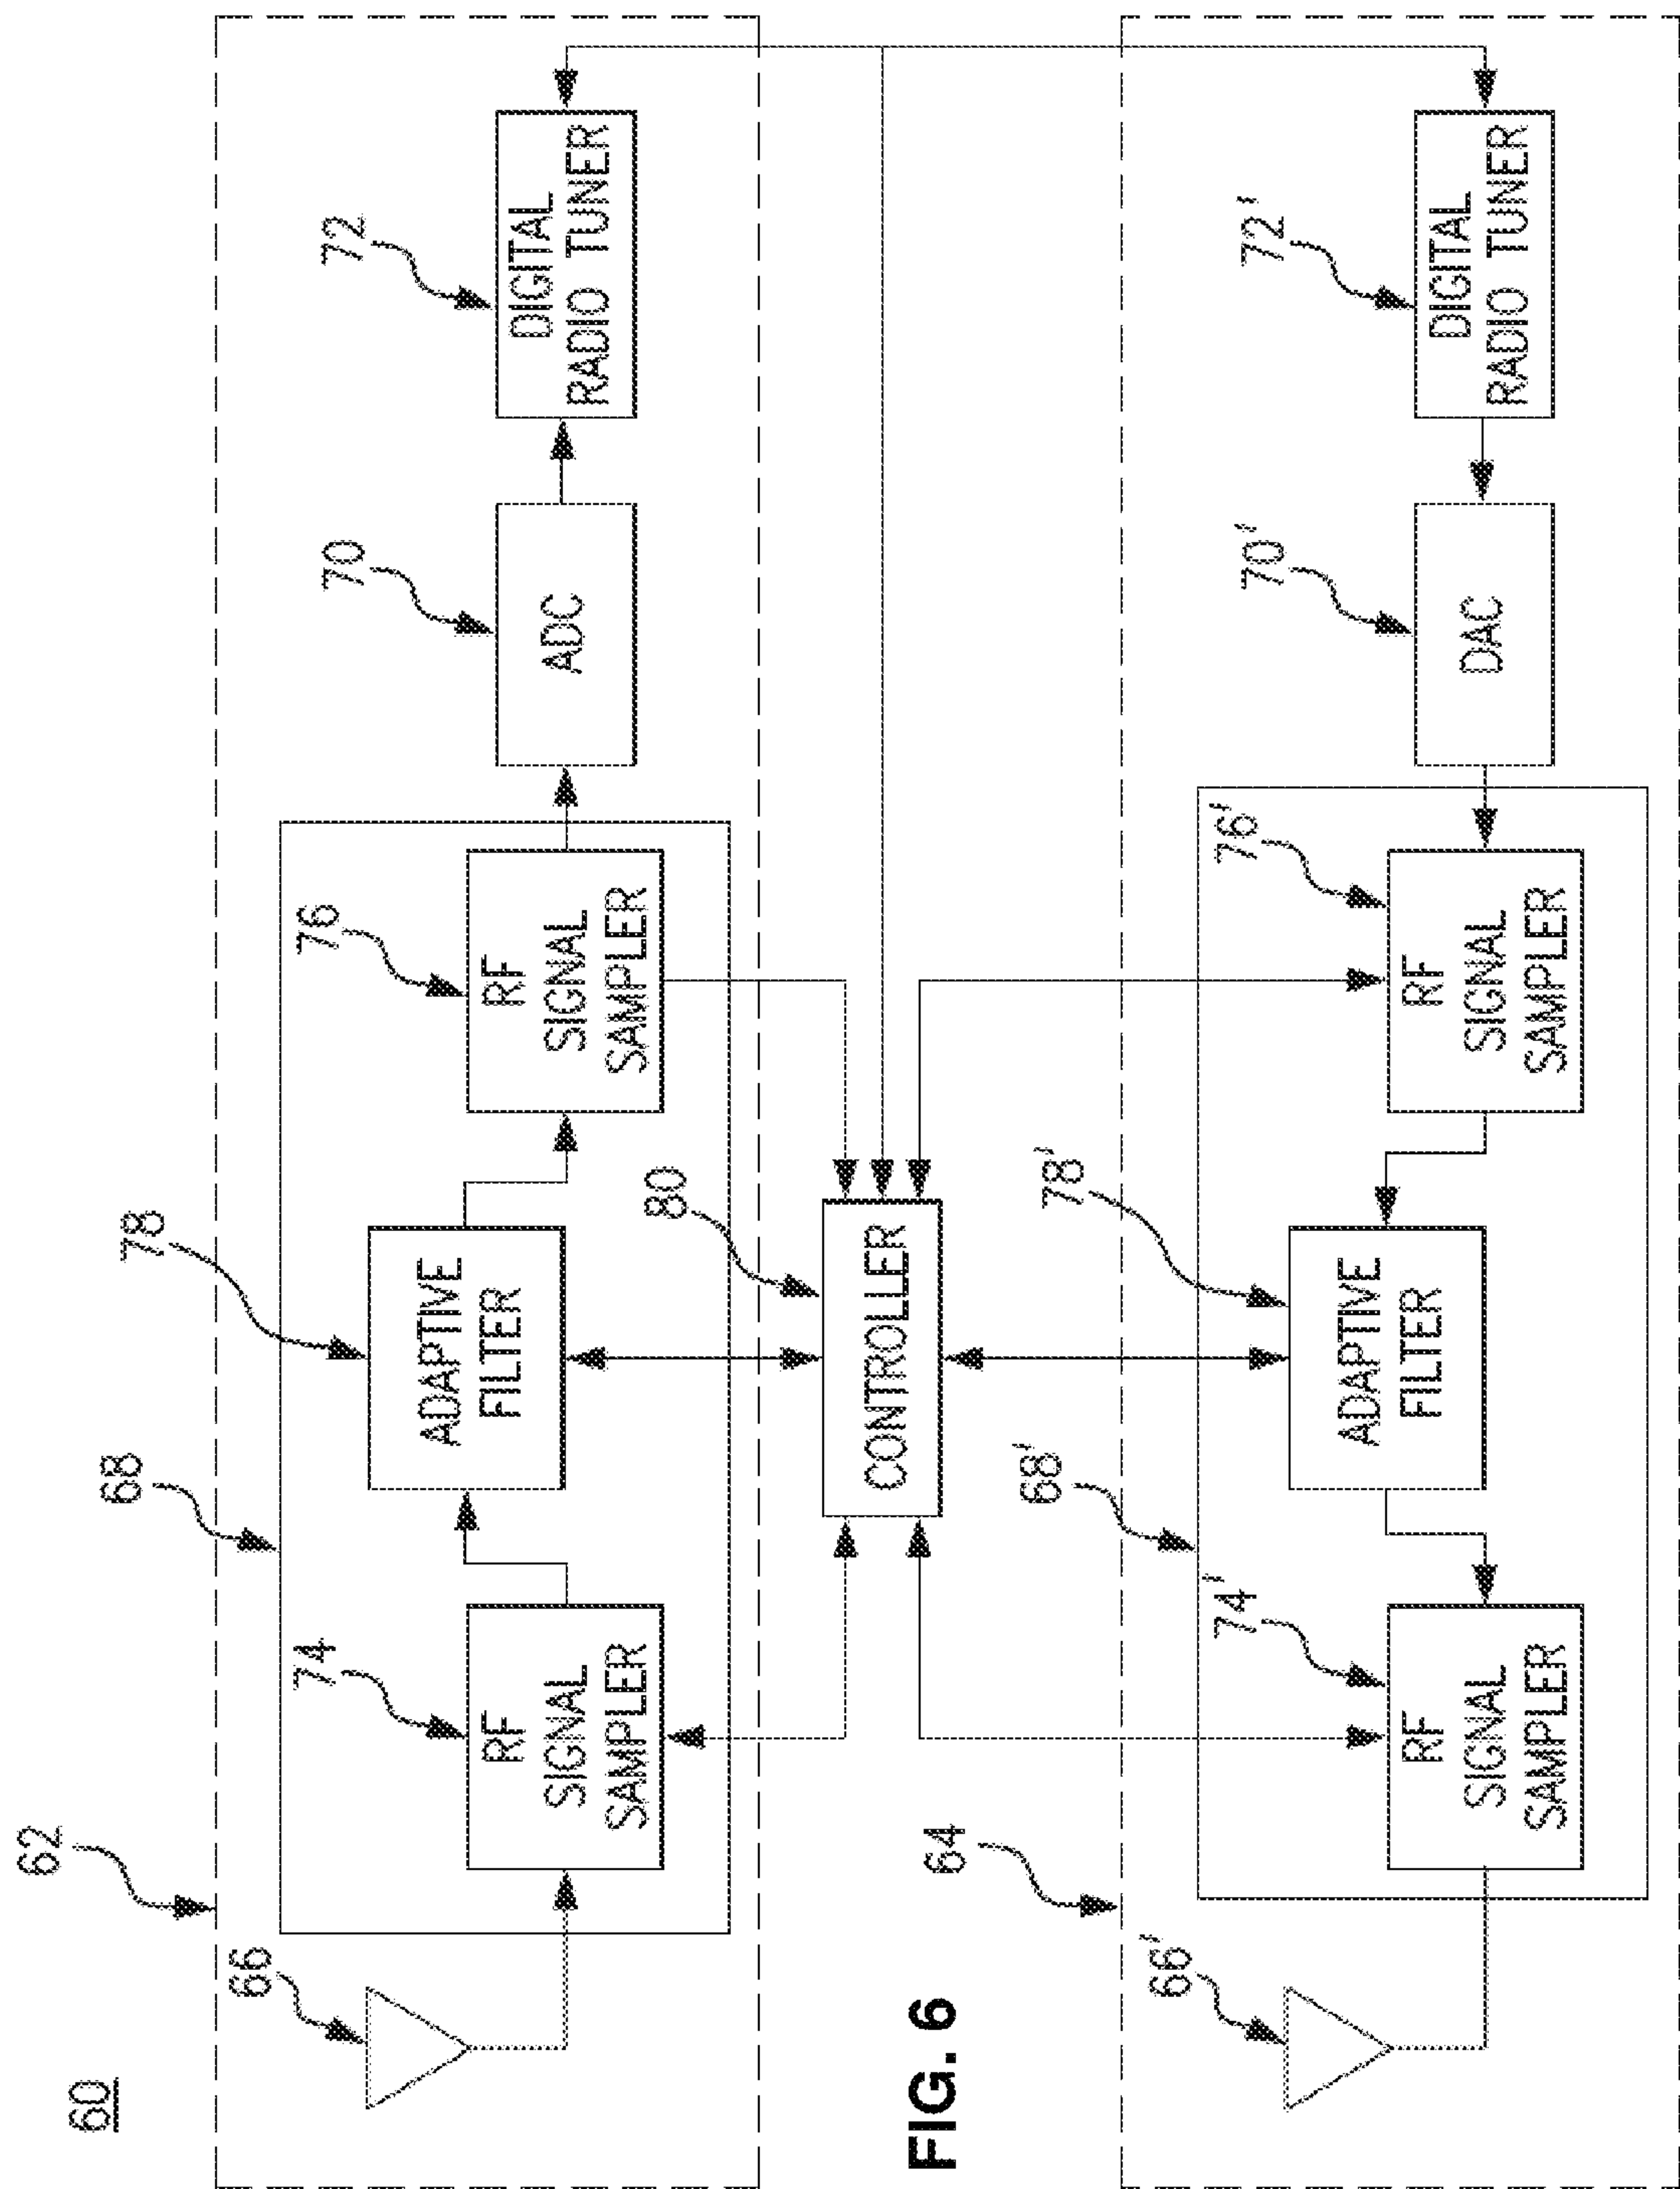 60
62
66
68
74
RF
SIGNAL
SAMPLER
78
ADAPTIVE
FILTER
76
RF
SIGNAL
SAMPLER
70
ADC
72
DIGITAL
RADIO TUNER
80
CONTROLLER
FIG. 6
64
66'
68'
74'
RF
SIGNAL
SAMPLER
78'
ADAPTIVE
FILTER
76'
RF
SIGNAL
SAMPLER
70'
DAC
72'
DIGITAL
RADIO TUNER